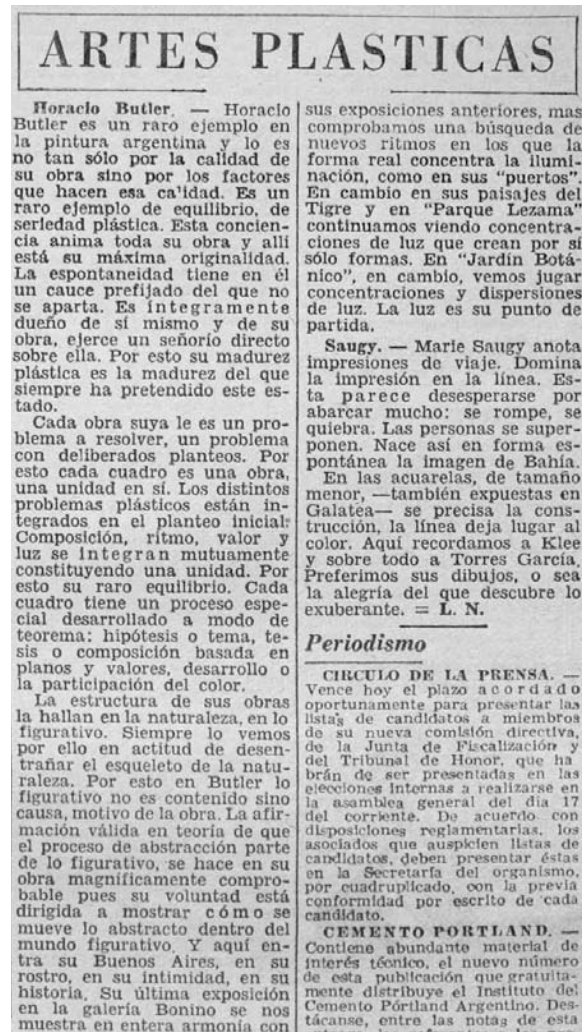 ARTES PLASTICAS
Horacio Butler. — Horacio
Butler es un raro ejemplo en
la pintura argentina y lo es
no tan sólo por la calidad de
su obra sino por los factores
que hacen esa ca'idad. Es un
raro ejemplo de equilibrio, de
seriedad plástica. Esta concien-
cia anima toda su obra y allí
está su máxima originalidad.
La espontaneidad tiene en él
un cauce prefijado del que no
se aparta. Es íntegramente
dueño de sí mismo y de su
obra, ejerce un señorío directo
sobre ella. Por esto su madurez
plástica es la madurez del que
siempre ha pretendido este es-
tado.
Cada obra suya le es un pro-
blema a resolver, un problema
con deliberados planteos. Por
esto cada cuadro es una obra,
una unidad en sí. Los distintos
problemas plásticos están in-
tegrados en el planteo inicial:
Composición, ritmo, valor y
luz se integran mutuamente
constituyendo una unidad. Por
esto su raro equilibrio. Cada
cuadro tiene un proceso espe-
cial desarrollado a modo de
teorema: hipótesis o tema, te-
sis o composición basada en
planos y valores, desarrollo o
la participación del color.
La estructura de sus obras
la hallan en la naturaleza, en lo
figurativo. Siempre lo vemos
por ello en actitud de desen-
trañar el esqueleto de la natu-
raleza. Por esto en Butler lo
figurativo no es contenido sino
causa, motivo de la obra. La afir-
mación válida en teoría de que
el proceso de abstracción parte
de lo figurativo, se hace en su
obra magníficamente compro-
bable pues su voluntad está
dirigida a mostrar cómo se
mueve lo abstracto dentro del
mundo figurativo. Y aquí en-
tra su Buenos Aires, en su
rostro, en su intimidad, en su
historia. Su última exposición
en la galería Bonino se nos
muestra en entera armonía con
sus exposiciones anteriores, mas
comprobamos una búsqueda de
nuevos ritmos en los que la
forma real concentra la ilumi-
nación, como en sus "puertos".
En cambio en sus paisajes del
Tigre y en "Parque Lezama"
continuamos viendo concentra-
ciones de luz que crean por sí
sólo formas. En "Jardín Botá-
nico", en cambio, vemos jugar
concentraciones y dispersiones
de luz. La luz es su punto de
partida.
Saugy. — Marie Saugy anota
impresiones de viaje. Domina
la impresión en la línea. Es-
ta parece desesperarse por
abarcar mucho: se rompe, se
quiebra. Las personas se super-
ponen. Nace así en forma es-
pontánea la imagen de Bahía.
En las acuarelas, de tamaño
menor, —también expuestas en
Galatea— se precisa la cons-
trucción, la línea deja lugar al
color. Aquí recordamos a Klee
y sobre todo a Torres García.
Preferimos sus dibujos, o sea
la alegría del que descubre lo
exuberante. = L. N.
Periodismo
CIRCULO DE LA PRENSA. —
Vence hoy el plazo acordado
oportunamente para presentar las
listas de candidatos a miembros
de su nueva comisión directiva,
de la Junta de Fiscalización y
del Tribunal de Honor, que ha
brán de ser presentadas en las
elecciones internas a realizarse en
la asamblea general del día 17
del corriente. De acuerdo con
disposiciones reglamentarias, los
asociados que auspicien listas de
candidatos, deben presentar éstas
en la Secretaría del organismo,
por cuadruplicado, con la previa
conformidad por escrito de cada
candidato.
CEMENTO PORTLAND. —
Contiene abundante material de
interés técnico, el nuevo número
de esta publicación que gratuita-
mente distribuye el Instituto del
Cemento Pórtland Argentino. Des-
tácanse, entre las notas de esta